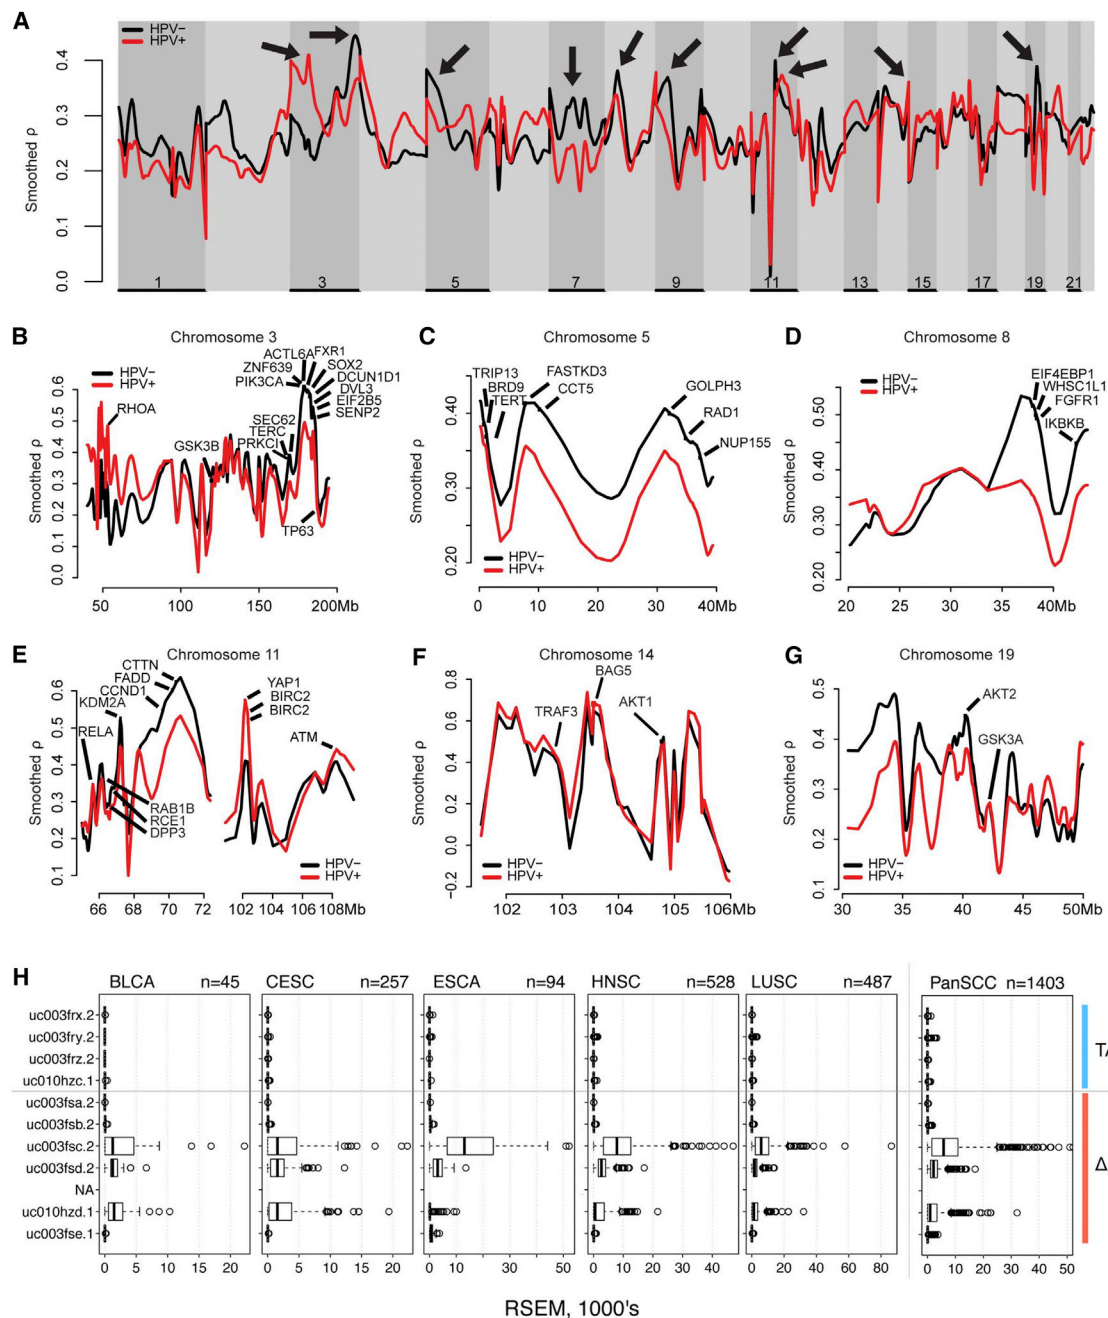 A
HPV−
HPV+
Smoothed ρ
0.4
0.3
0.2
0.1
0.0
1 3 5 7 9 11 13 15 17 19 21
B
Chromosome 3
HPV−
HPV+
RHOA
GSK3B
ACTL6A
FXR1
ZNF639
SOX2
PIK3CA
DCUN1D1
DVL3
EIF2B5
SENP2
SEC62
TERC
PRKCI
TP63
Smoothed ρ
0.6
0.5
0.4
0.3
0.2
0.1
0.0
50 100 150 200Mb
C
Chromosome 5
TRIP13
BRD9
TERT
FASTKD3
CCT5
GOLPH3
RAD1
NUP155
Smoothed ρ
0.40
0.30
0.20
HPV−
HPV+
0 10 20 30 40Mb
D
Chromosome 8
HPV−
HPV+
EIF4EBP1
WHSC1L1
FGFR1
IKBKB
Smoothed ρ
0.50
0.40
0.30
0.20
20 25 30 35 40Mb
E
Chromosome 11
CTTN
FADD
CCND1
KDM2A
RELA
RAB1B
RCE1
DPP3
YAP1
BIRC2
BIRC2
ATM
Smoothed ρ
0.6
0.5
0.4
0.3
0.2
0.1
HPV−
HPV+
66 68 70 72 102 104 106 108Mb
F
Chromosome 14
BAG5
TRAF3
AKT1
Smoothed ρ
0.8
0.6
0.4
0.2
0.0
−0.2
HPV−
HPV+
102 103 104 105 106Mb
G
Chromosome 19
AKT2
GSK3A
Smoothed ρ
0.5
0.4
0.3
0.2
0.1
HPV−
HPV+
30 35 40 45 50Mb
H
BLCA n=45
CESC n=257
ESCA n=94
HNSC n=528
LUSC n=487
PanSCC n=1403
uc003frx.2
uc003fry.2
uc003frz.2
uc010hzc.1
uc003fsa.2
uc003fsb.2
uc003fsc.2
uc003fsd.2
NA
uc010hzd.1
uc003fse.1
TA
Δ
0 5 10 15 20
0 5 10 15 20
0 10 30 50
0 10 20 30 40
0 20 40 60 80
0 10 20 30 40 50
RSEM, 1000's